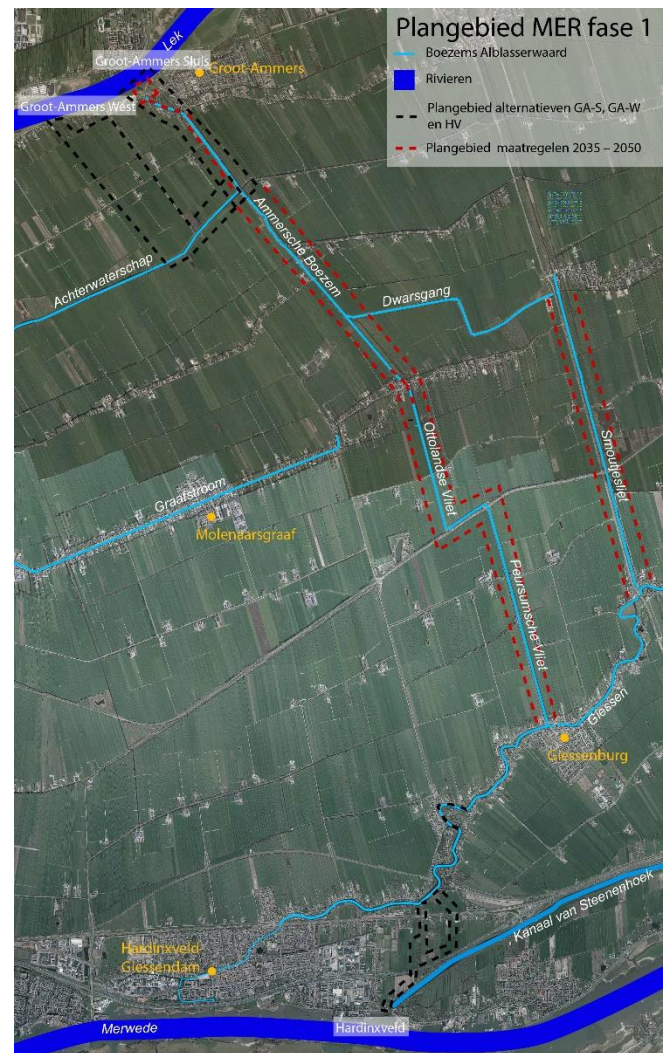 Plangebied MER fase 1
Boezems Alblasserwaard
Rivieren
Plangebied alternatieven GA-S, GA-W
en HV
Plangebied maatregelen 2035 – 2050
Lek
Groot-Ammers Sluis
Groot-Ammers
Groot-Ammers West
Ammersche Boezem
Achterwaterschap
Dwarsgang
Smoutjesliet
Ottolandse Vliet
Graafstroom
Molenaarsgraaf
Peursumsche Vliet
Giessen
Giessenburg
Kanaal van Steenenhoek
Hardinxveld-
Giessendam
Merwede
Hardinxveld